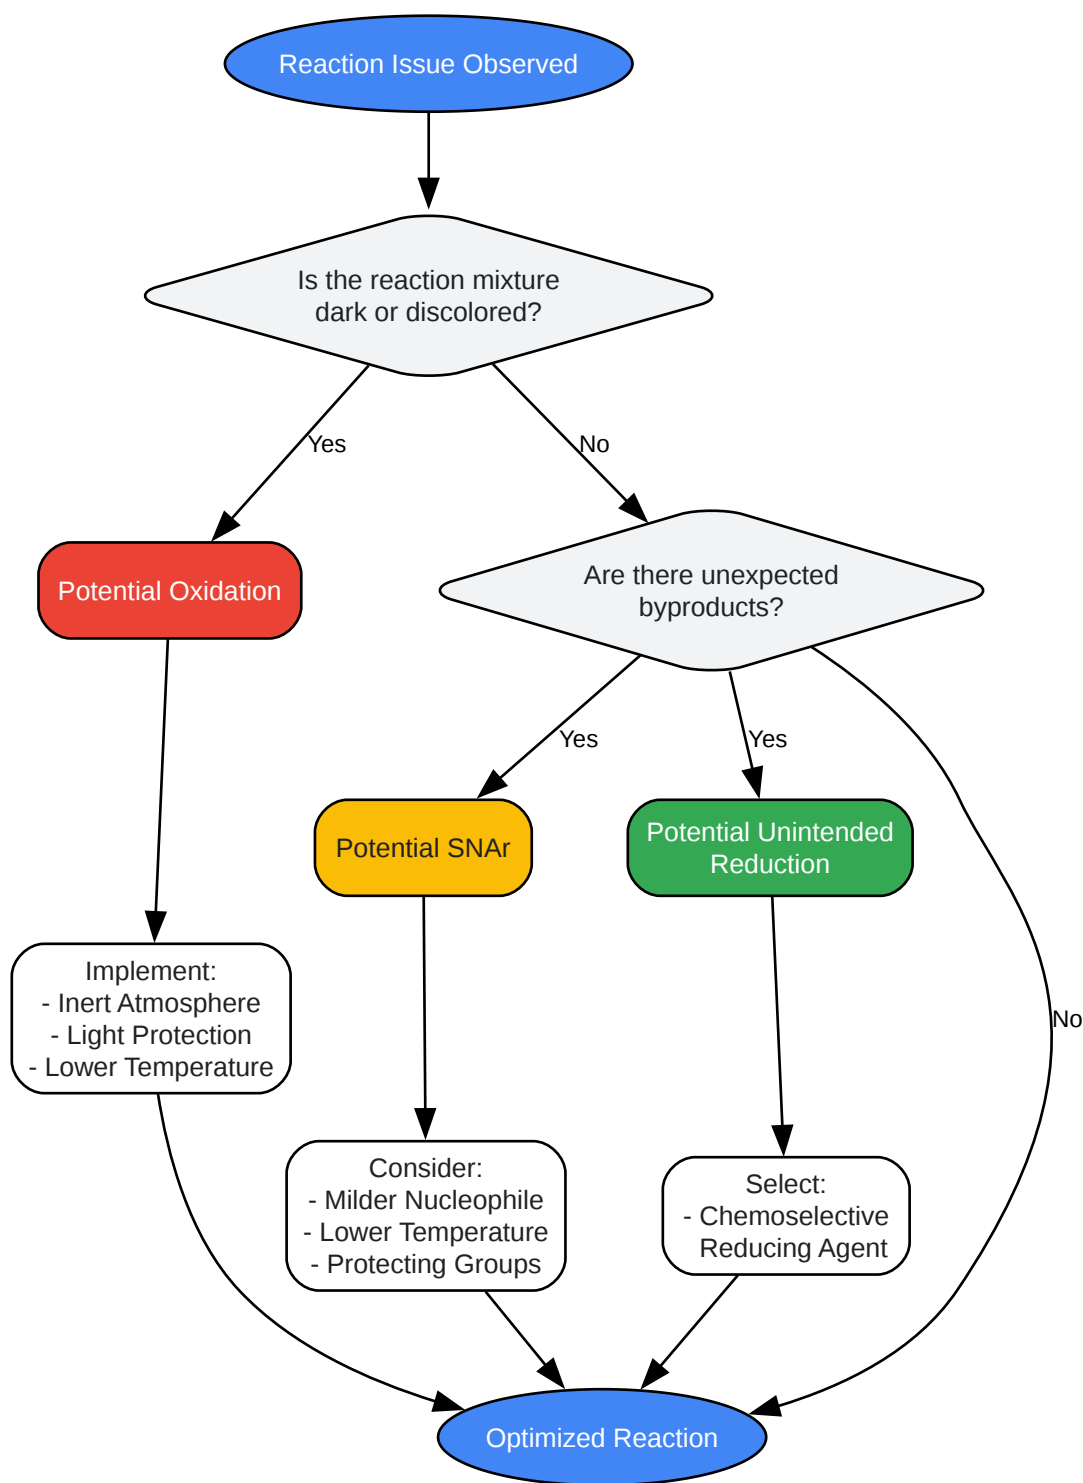 Reaction Issue Observed
Is the reaction mixture
dark or discolored?
Yes
No
Potential Oxidation
Are there unexpected
byproducts?
Yes
Yes
No
Potential SNAr
Potential Unintended
Reduction
Implement:
- Inert Atmosphere
- Light Protection
- Lower Temperature
Consider:
- Milder Nucleophile
- Lower Temperature
- Protecting Groups
Select:
- Chemoselective
Reducing Agent
Optimized Reaction